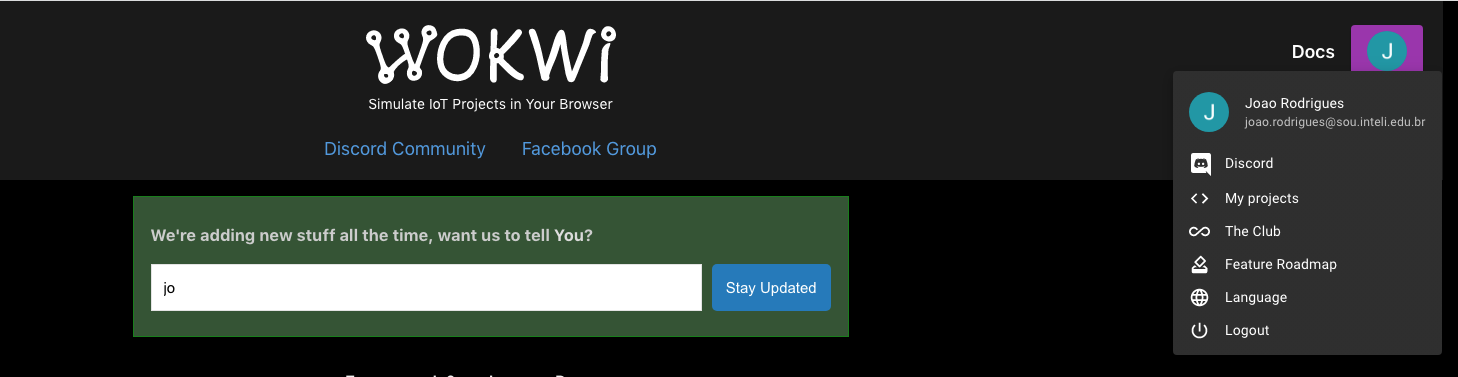 WOKWi
Simulate IoT Projects in Your Browser
Docs
J
Discord Community
Facebook Group
J
Joao Rodrigues
joao.rodrigues@sou.inteli.edu.br
Discord
My projects
The Club
Feature Roadmap
Language
Logout
We're adding new stuff all the time, want us to tell You?
jo
Stay Updated